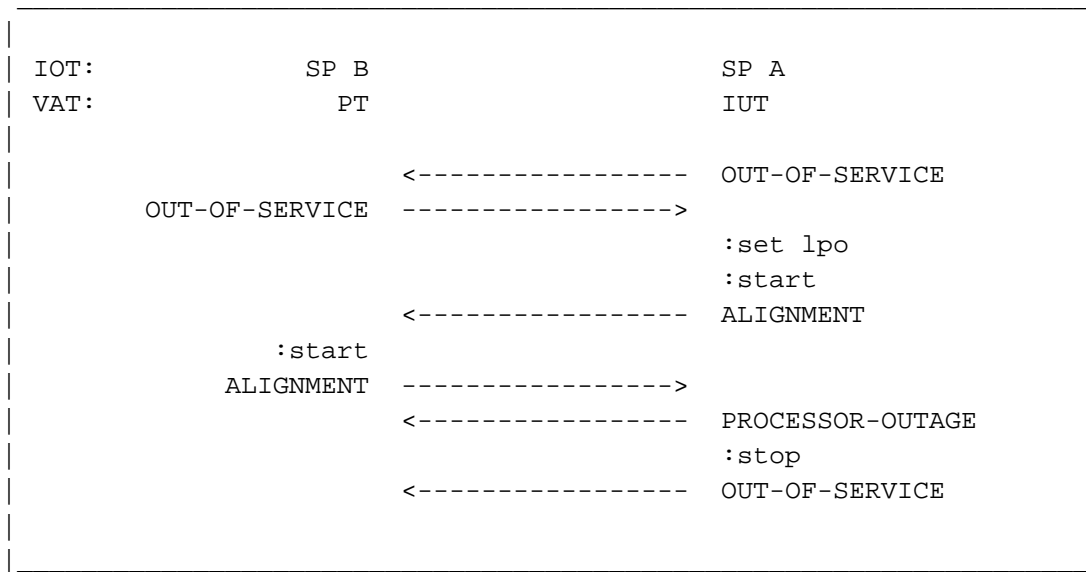 IOT: SP B SP A
VAT: PT IUT
<----------------- OUT-OF-SERVICE
OUT-OF-SERVICE ----------------->
:set lpo
:start
<----------------- ALIGNMENT
:start
ALIGNMENT ----------------->
<----------------- PROCESSOR-OUTAGE
:stop
<----------------- OUT-OF-SERVICE